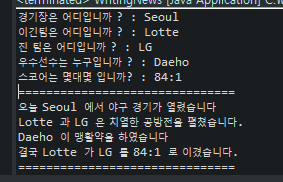 <terminated> WritingNews [Java Application] C:\
경기장은 어디입니까 ? : Seoul
이긴팀은 어디입니까 ? : Lotte
진 팀은 어디입니까 ? : LG
우수선수는 누구입니까 ? : Daeho
스코어는 몇대몇 입니까? : 84:1
===============================
오늘 Seoul 에서 야구 경기가 열렸습니다
Lotte 과 LG 은 치열한 공방전을 펼쳤습니다.
Daeho 이 맹활약을 하였습니다
결국 Lotte 가 LG 를 84:1 로 이겼습니다.
===============================